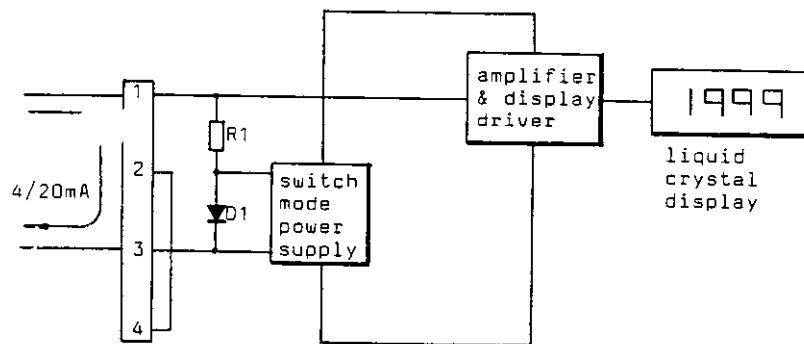 1
2
3
4
4/20mA
R1
D1
switch
mode
power
supply
amplifier
& display
driver
1999
liquid
crystal
display